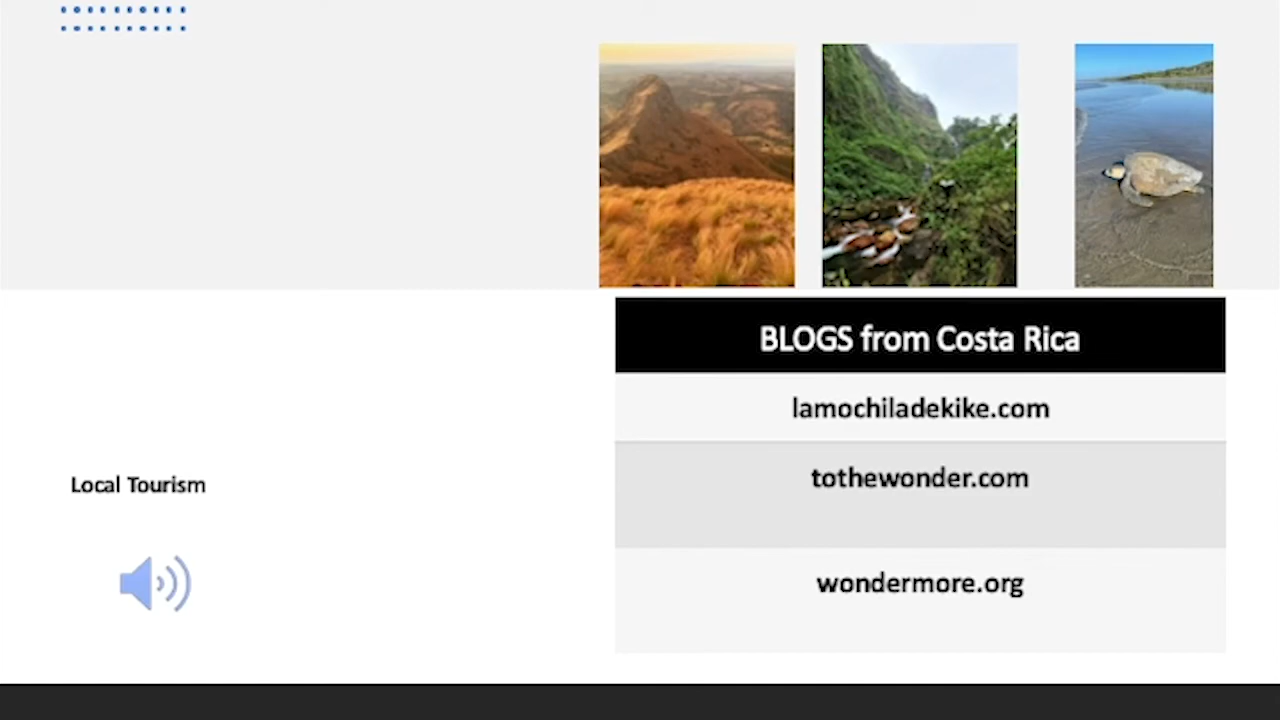 BLOGS from Costa Rica
lamochiladekike.com
tothewonder.com
wondermore.org
Local Tourism